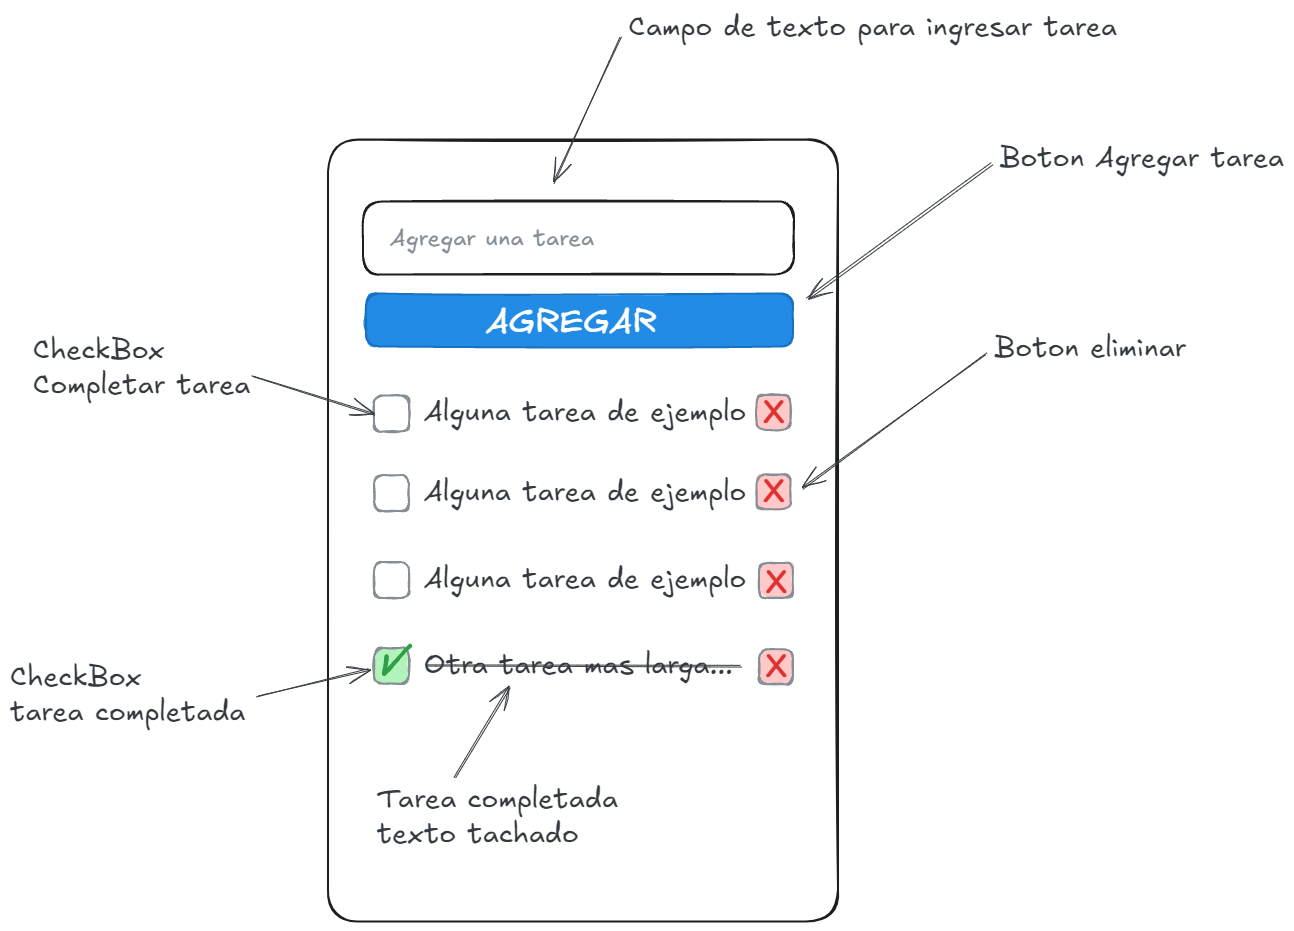 Campo de texto para ingresar tarea
Boton Agregar tarea
Agregar una tarea
AGREGAR
CheckBox
Completar tarea
Boton eliminar
Alguna tarea de ejemplo X
Alguna tarea de ejemplo X
Alguna tarea de ejemplo X
Otra tarea mas larga... X
CheckBox
tarea completada
Tarea completada
texto tachado